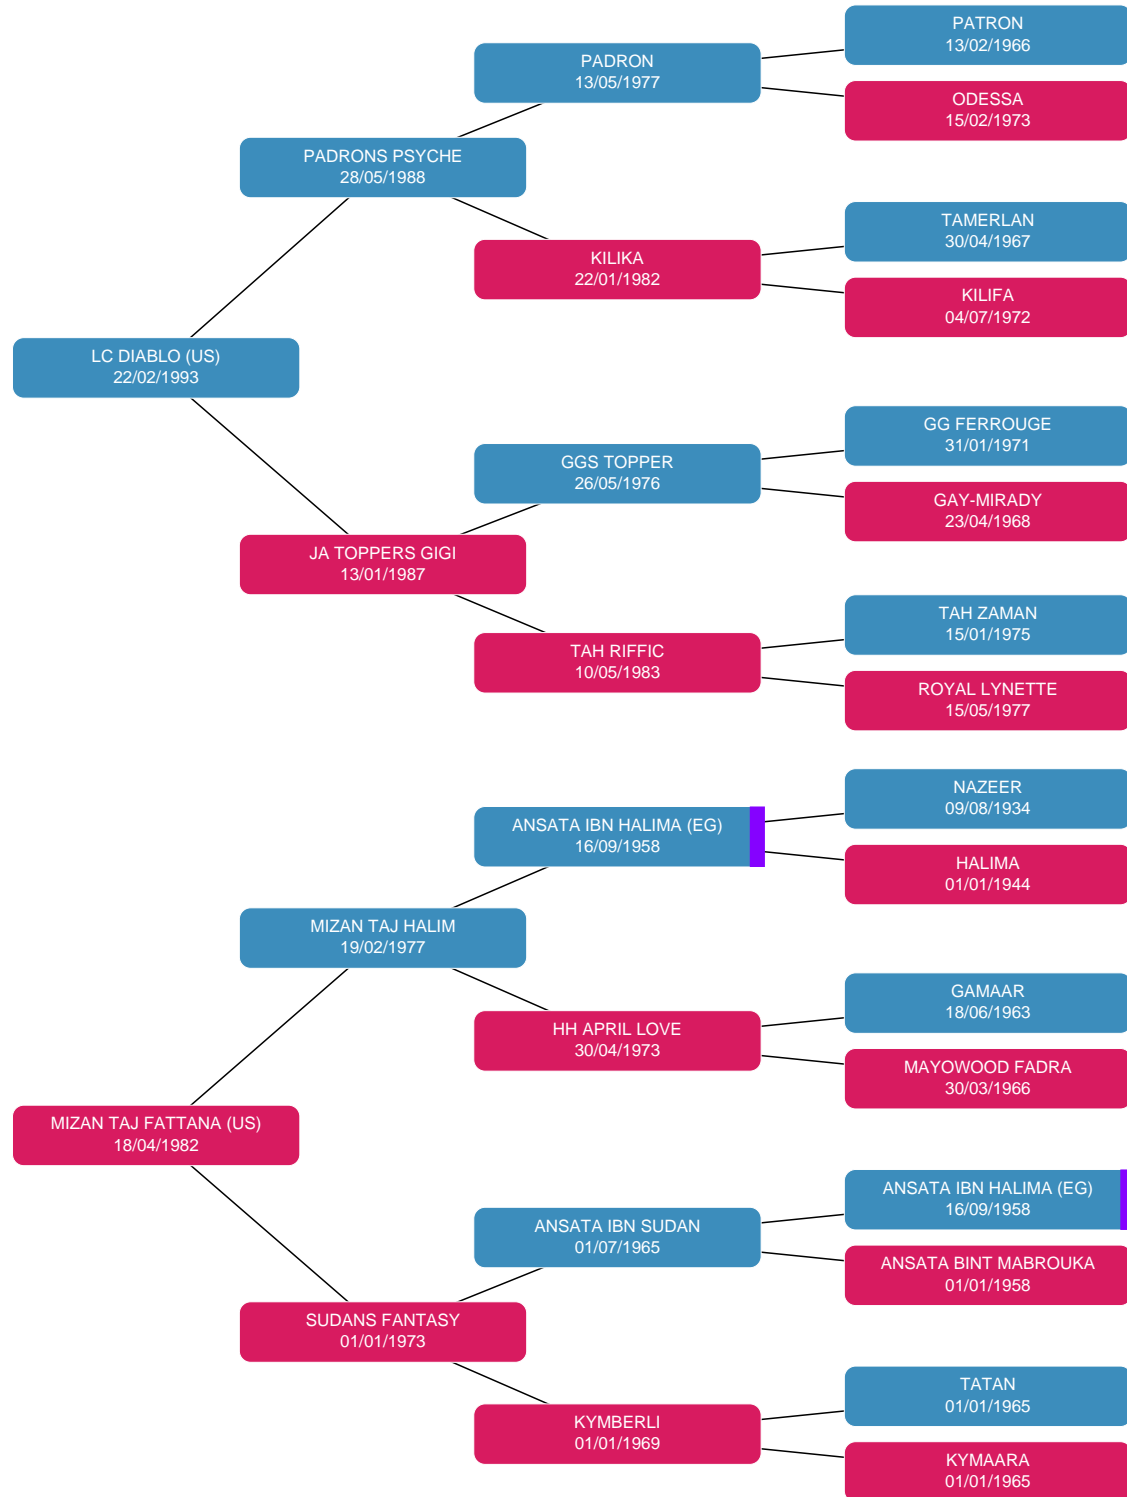 PATRON
13/02/1966
PADRON
13/05/1977
ODESSA
15/02/1973
PADRONS PSYCHE
28/05/1988
TAMERLAN
30/04/1967
KILIKA
22/01/1982
KILIFA
04/07/1972
LC DIABLO (US)
22/02/1993
GG FERROUGE
31/01/1971
GGS TOPPER
26/05/1976
GAY-MIRADY
23/04/1968
JA TOPPERS GIGI
13/01/1987
TAH ZAMAN
15/01/1975
TAH RIFFIC
10/05/1983
ROYAL LYNETTE
15/05/1977
NAZEER
09/08/1934
ANSATA IBN HALIMA (EG)
16/09/1958
HALIMA
01/01/1944
MIZAN TAJ HALIM
19/02/1977
GAMAAR
18/06/1963
HH APRIL LOVE
30/04/1973
MAYOWOOD FADRA
30/03/1966
MIZAN TAJ FATTANA (US)
18/04/1982
ANSATA IBN HALIMA (EG)
16/09/1958
ANSATA IBN SUDAN
01/07/1965
ANSATA BINT MABROUKA
01/01/1958
SUDANS FANTASY
01/01/1973
TATAN
01/01/1965
KYMBERLI
01/01/1969
KYMAARA
01/01/1965